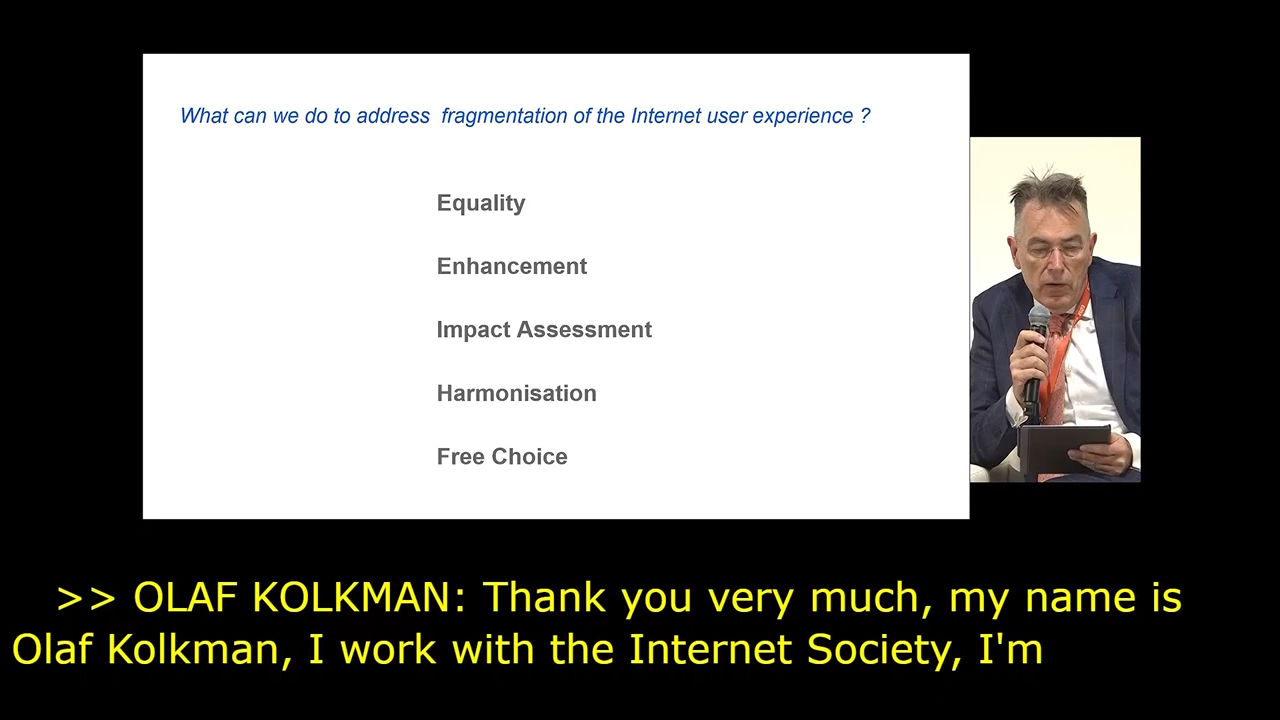 What can we do to address fragmentation of the Internet user experience ?
Equality
Enhancement
Impact Assessment
Harmonisation
Free Choice
>> OLAF KOLKMAN: Thank you very much, my name is
Olaf Kolkman, I work with the Internet Society, I'm